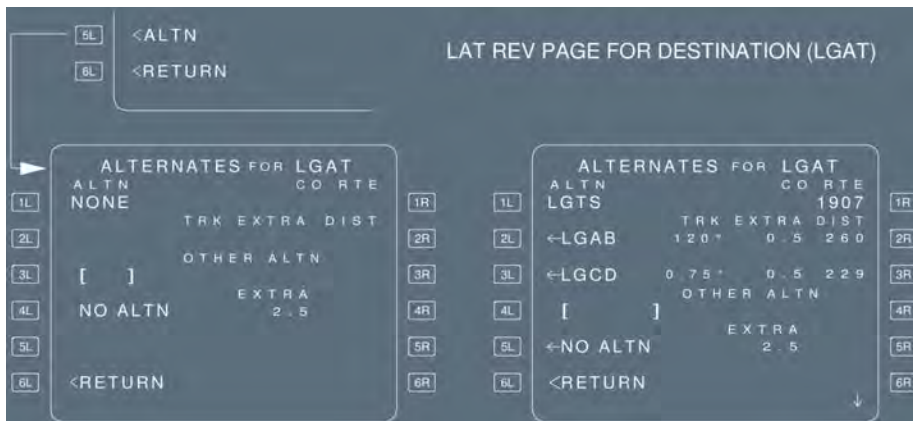 5L <ALTN
LAT REV PAGE FOR DESTINATION (LGAT)
6L <RETURN
ALTERNATES FOR LGAT
ALTN CO RTE
1L NONE 1R
TRK EXTRA DIST
2L 2R
OTHER ALTN
3L [ ] 3R
EXTRA
4L NO ALTN 2.5 4R
5L 5R
6L <RETURN 6R
ALTERNATES FOR LGAT
ALTN CO RTE
1L LGTS 1907 1R
TRK EXTRA DIST
2L ←LGAB 120° 0.5 260 2R
3L ←LGCD 0.75° 0.5 229 3R
OTHER ALTN
4L [ ] 4R
EXTRA
5L ←NO ALTN 2.5 5R
6L <RETURN 6R
↓